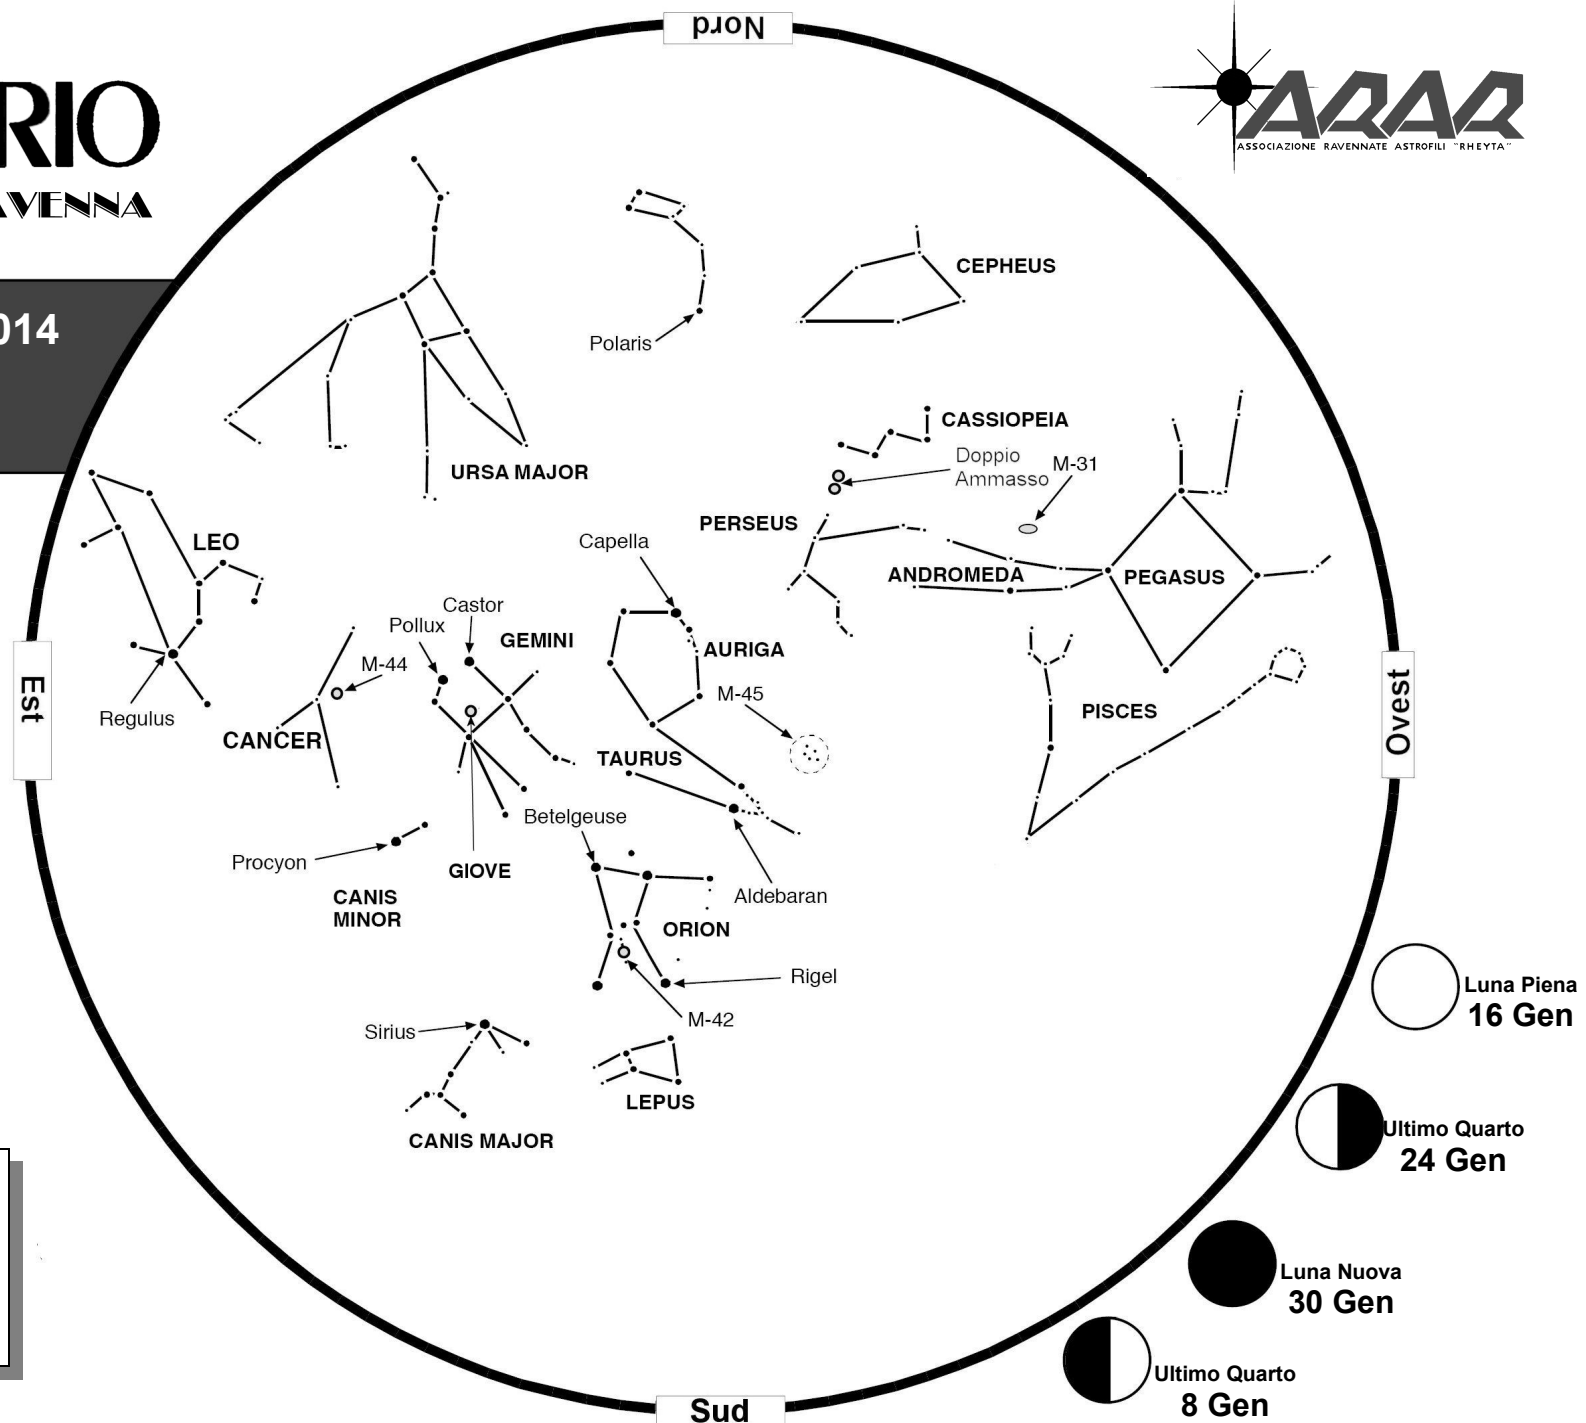 Nord
RIO
AVENNA
ARAR
ASSOCIAZIONE RAVENNATE ASTROFILI "RHEYTA"
014
CEPHEUS
Polaris
CASSIOPEIA
Doppio
Ammasso
M-31
URSA MAJOR
PERSEUS
LEO
Capella
ANDROMEDA
PEGASUS
Castor
Pollux
GEMINI
AURIGA
M-44
M-45
Est
Regulus
CANCER
PISCES
Ovest
TAURUS
Betelgeuse
Procyon
GIOVE
CANIS
MINOR
Aldebaran
ORION
Rigel
M-42
Sirius
LEPUS
CANIS MAJOR
Luna Piena
16 Gen
Ultimo Quarto
24 Gen
Luna Nuova
30 Gen
Ultimo Quarto
8 Gen
Sud